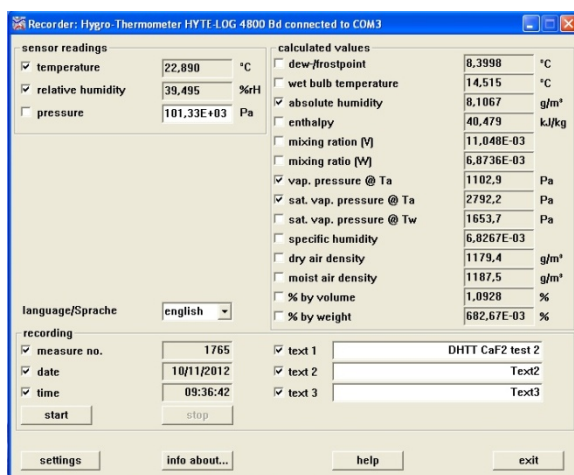 Recorder: Hygro-Thermometer HYTE-LOG 4800 Bd connected to COM3
sensor readings
temperature 22,890 °C
relative humidity 39,495 %rH
pressure 101,33E+03 Pa
calculated values
dew-/frostpoint 8,3998 °C
wet bulb temperature 14,515 °C
absolute humidity 8,1067 g/m³
enthalpy 40,479 kJ/kg
mixing ration (V) 11,048E-03
mixing ratio (W) 6,8736E-03
vap. pressure @ Ta 1102,9 Pa
sat. vap. pressure @ Ta 2792,2 Pa
sat. vap. pressure @ Tw 1653,7 Pa
specific humidity 6,8267E-03
dry air density 1179,4 g/m³
moist air density 1187,5 g/m³
% by volume 1,0928 %
% by weight 682,67E-03 %
language/Sprache english
recording
measure no. 1765
date 10/11/2012
time 09:36:42
text 1 DHTT CaF2 test 2
text 2 Text2
text 3 Text3
start stop
settings info about... help exit